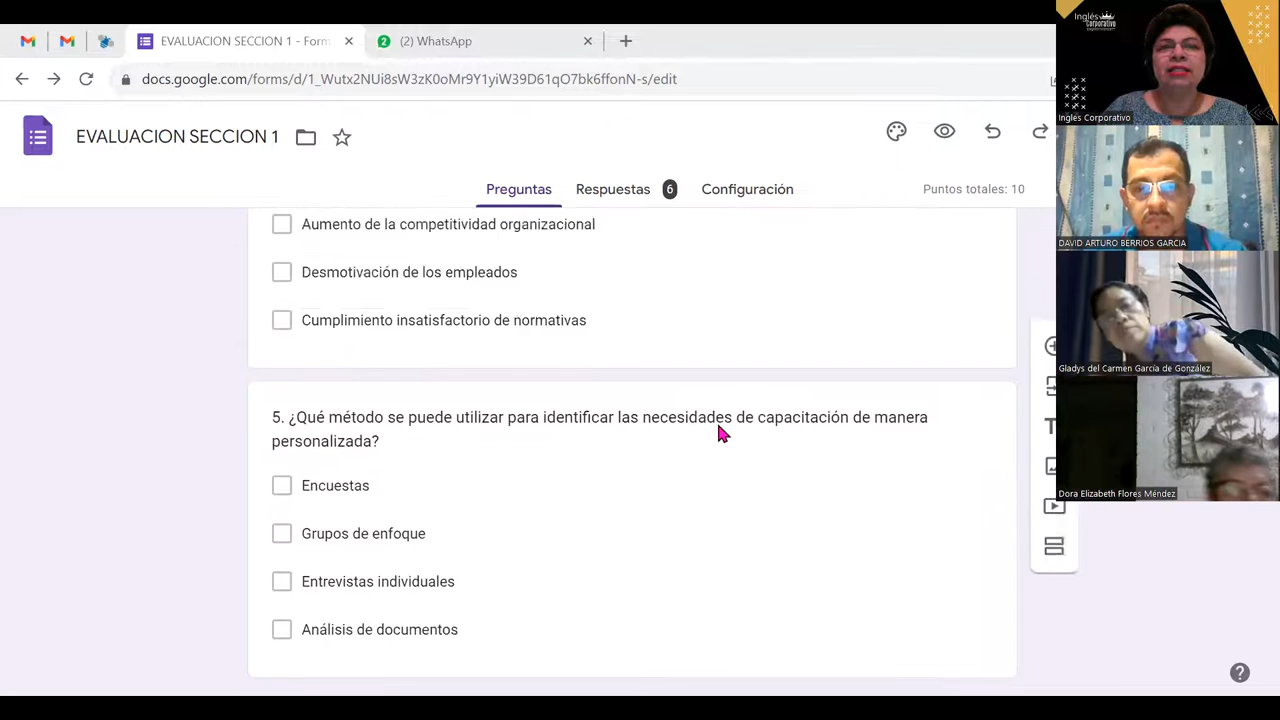 EVALUACION SECCION 1 - Form
(2) WhatsApp
docs.google.com/forms/d/1_Wutx2NUi8sW3zK0oMr9Y1yiW39D61qO7bk6ffonN-s/edit
EVALUACION SECCION 1
Preguntas
Respuestas 6
Configuración
Puntos totales: 10
Aumento de la competitividad organizacional
Desmotivación de los empleados
Cumplimiento insatisfactorio de normativas
5. ¿Qué método se puede utilizar para identificar las necesidades de capacitación de manera
personalizada?
Encuestas
Grupos de enfoque
Entrevistas individuales
Análisis de documentos
Inglés
Corporativo
Ingles Corporativo
DAVID ARTURO BERRIOS GARCIA
Gladys del Carmen García de González
Dora Elizabeth Flores Méndez